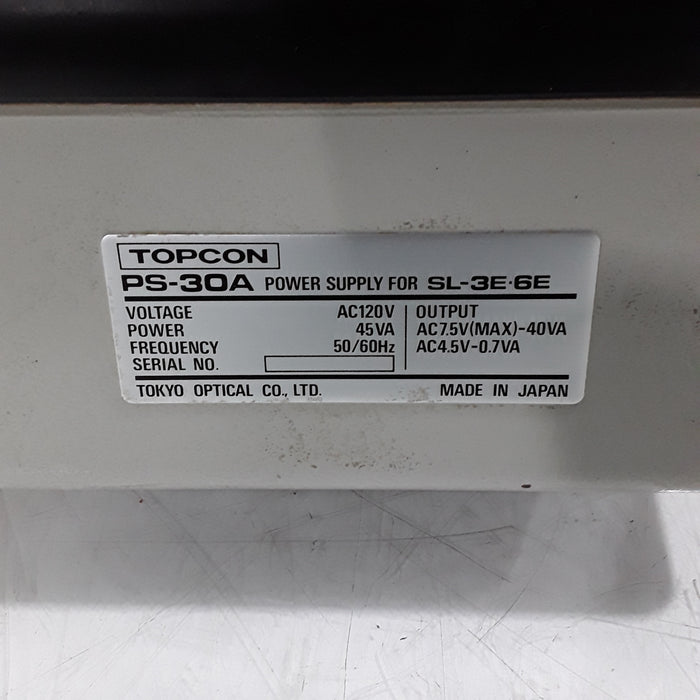 TOPCON
PS-30A POWER SUPPLY FOR SL-3E·6E
VOLTAGE AC120V
POWER 45VA
FREQUENCY 50/60Hz
SERIAL NO.
OUTPUT
AC7.5V(MAX)-40VA
AC4.5V-0.7VA
TOKYO OPTICAL CO., LTD. MADE IN JAPAN